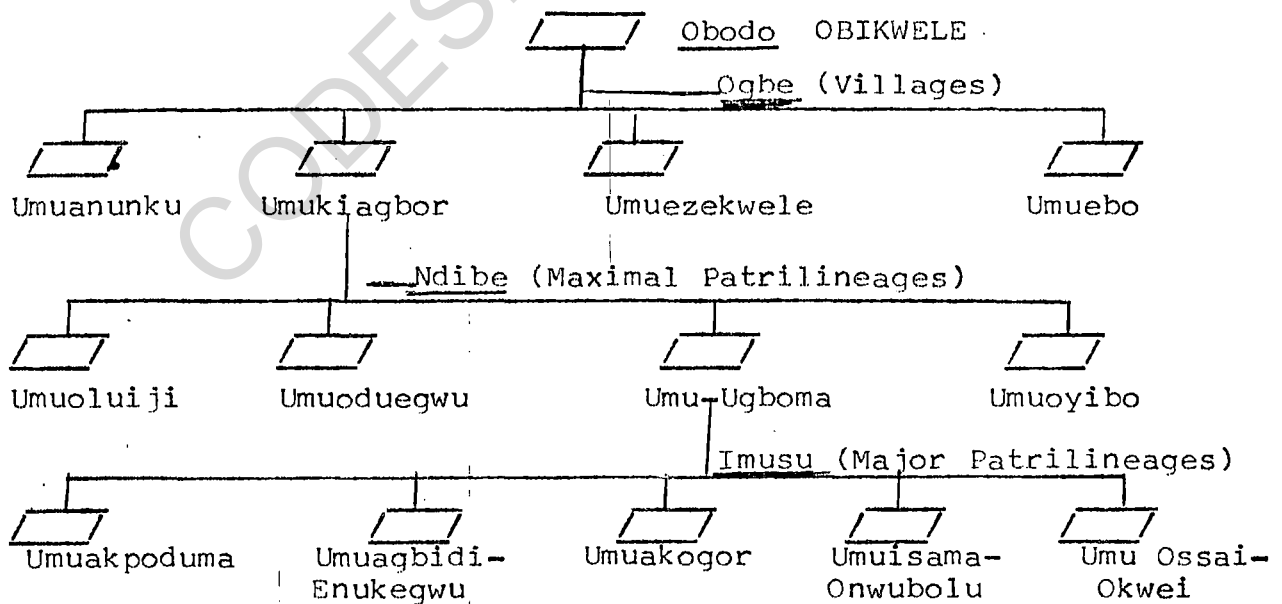 Obodo OBIKWELE
Ogbe (Villages)
Umuanunku Umukiagbor Umuezekwele Umuebo
Ndibe (Maximal Patrilineages)
Umuoluiji Umuoduegwu Umu-Ugboma Umuoyibo
Imusu (Major Patrilineages)
Umuakpoduma Umuagbidi- Umuakogor Umuisama- Umu Ossai-
Enukegwu Onwubolu Okwei
CODES